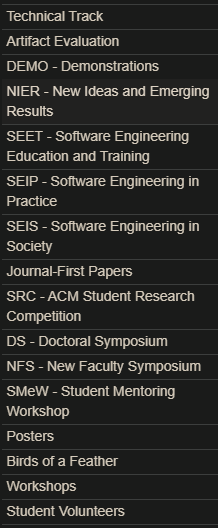 Technical Track
Artifact Evaluation
DEMO - Demonstrations
NIER - New Ideas and Emerging
Results
SEET - Software Engineering
Education and Training
SEIP - Software Engineering in
Practice
SEIS - Software Engineering in
Society
Journal-First Papers
SRC - ACM Student Research
Competition
DS - Doctoral Symposium
NFS - New Faculty Symposium
SMeW - Student Mentoring
Workshop
Posters
Birds of a Feather
Workshops
Student Volunteers